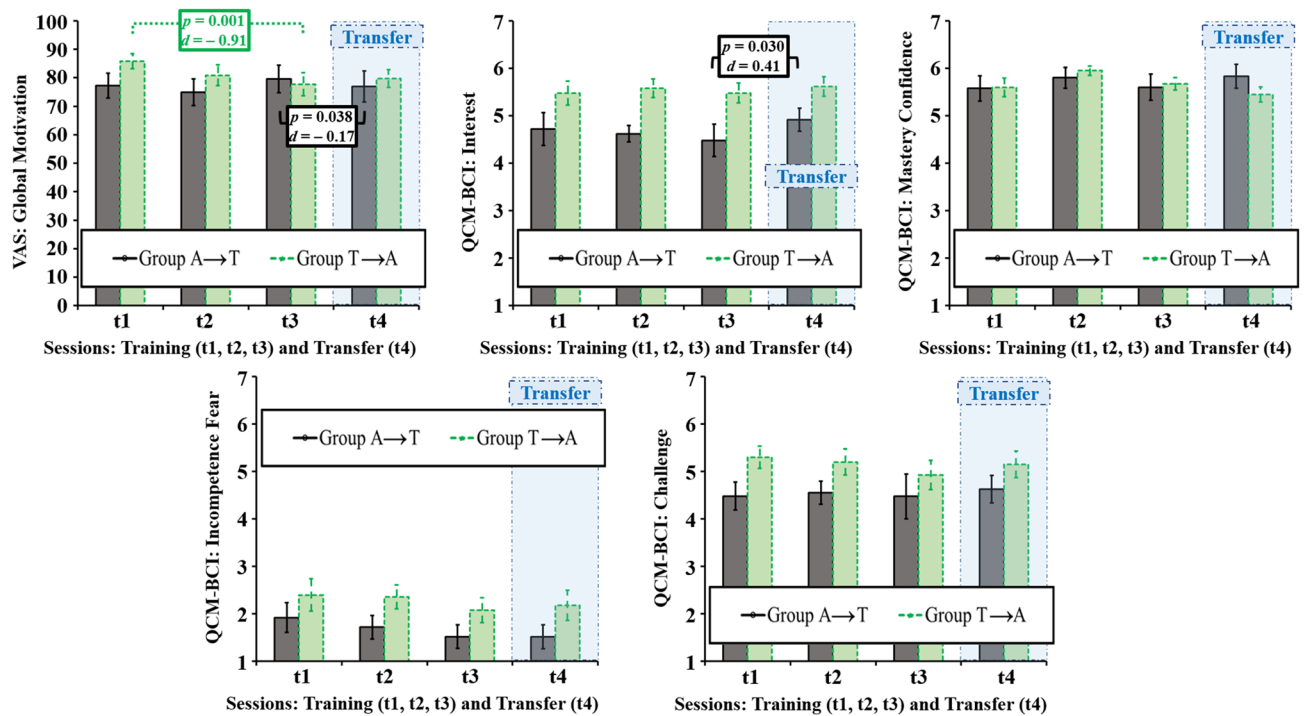 VAS: Global Motivation
100
90
80
70
60
50
40
30
20
10
0
p = 0.001
d = – 0.91
Transfer
p = 0.038
d = – 0.17
Group A→T
Group T→A
t1
t2
t3
t4
Sessions: Training (t1, t2, t3) and Transfer (t4)
QCM-BCI: Interest
7
6
5
4
3
2
1
p = 0.030
d = 0.41
Transfer
Group A→T
Group T→A
t1
t2
t3
t4
Sessions: Training (t1, t2, t3) and Transfer (t4)
QCM-BCI: Mastery Confidence
7
6
5
4
3
2
1
Transfer
Group A→T
Group T→A
t1
t2
t3
t4
Sessions: Training (t1, t2, t3) and Transfer (t4)
QCM-BCI: Incompetence Fear
7
6
5
4
3
2
1
Transfer
Group A→T
Group T→A
t1
t2
t3
t4
Sessions: Training (t1, t2, t3) and Transfer (t4)
QCM-BCI: Challenge
7
6
5
4
3
2
1
Transfer
Group A→T
Group T→A
t1
t2
t3
t4
Sessions: Training (t1, t2, t3) and Transfer (t4)